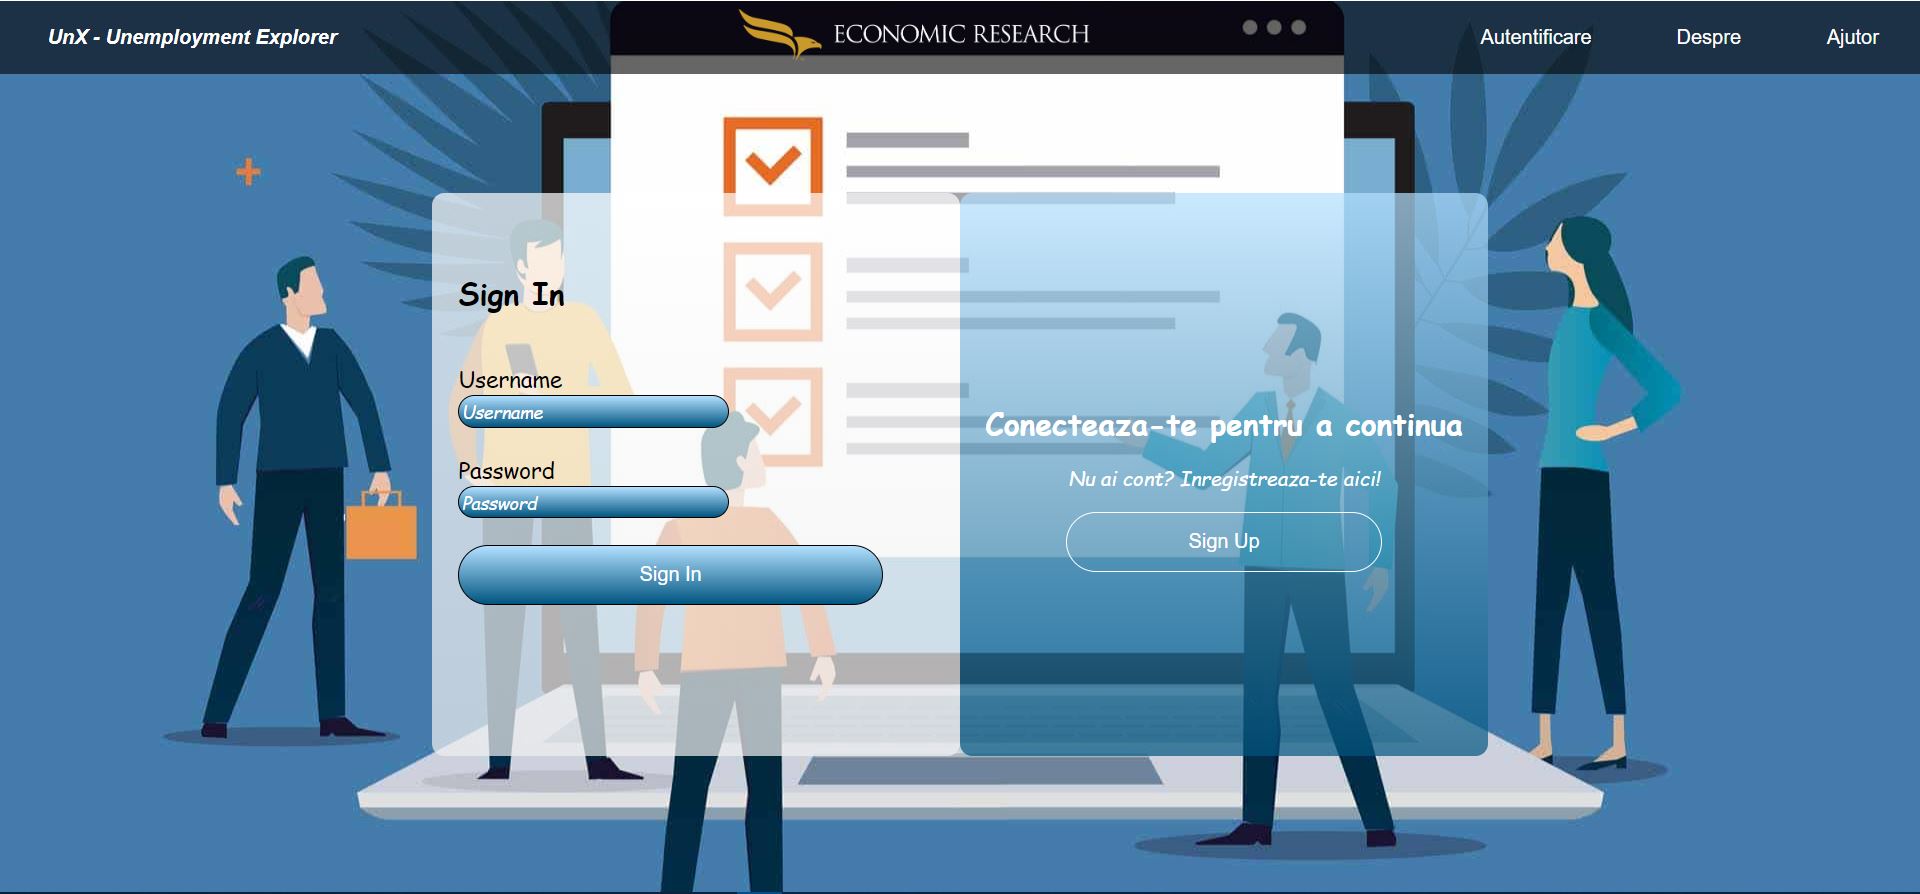 UnX - Unemployment Explorer
ECONOMIC RESEARCH
Autentificare
Despre
Ajutor
Sign In
Username
Username
Password
Password
Sign In
Conecteaza-te pentru a continua
Nu ai cont? Inregistreaza-te aici!
Sign Up